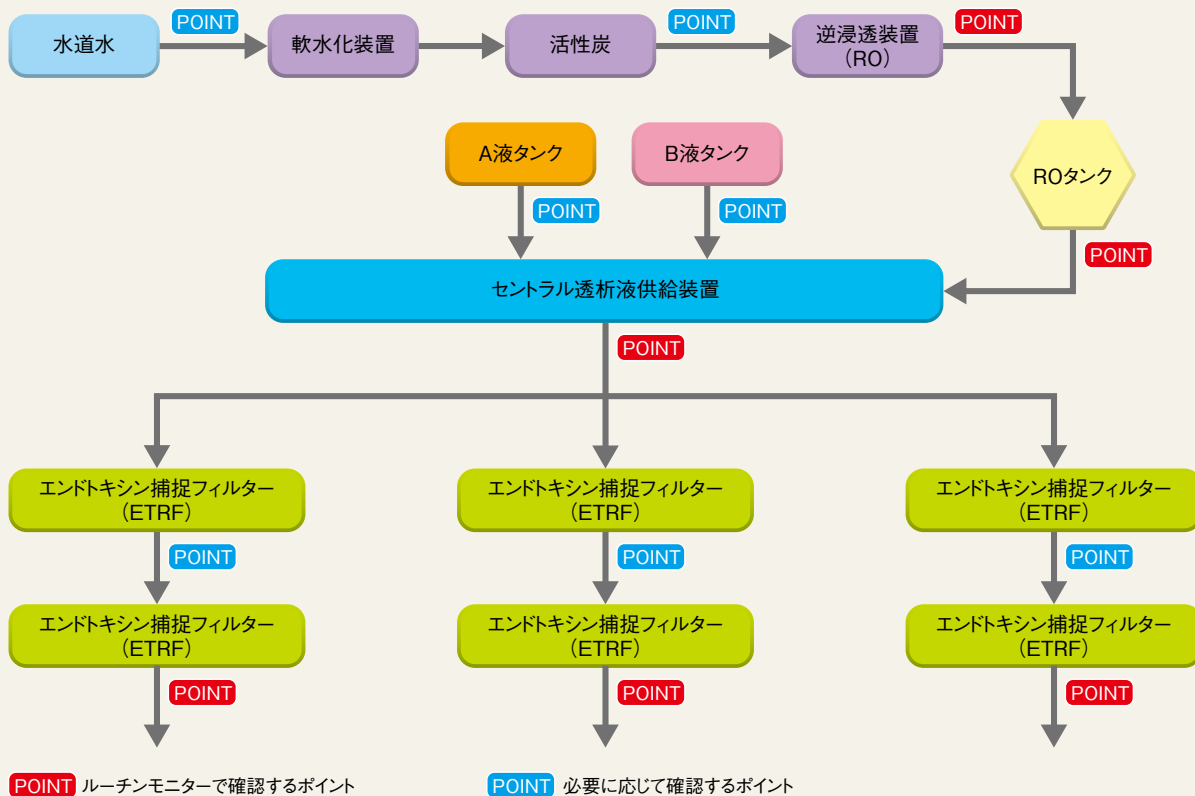 POINT
POINT
POINT
水道水
軟水化装置
活性炭
逆浸透装置
(RO)
A液タンク
B液タンク
ROタンク
POINT
POINT
POINT
セントラル透析液供給装置
POINT
エンドトキシン捕捉フィルター
(ETRF)
エンドトキシン捕捉フィルター
(ETRF)
エンドトキシン捕捉フィルター
(ETRF)
POINT
POINT
POINT
エンドトキシン捕捉フィルター
(ETRF)
エンドトキシン捕捉フィルター
(ETRF)
エンドトキシン捕捉フィルター
(ETRF)
POINT
POINT
POINT
POINT ルーチンモニターで確認するポイント
POINT 必要に応じて確認するポイント